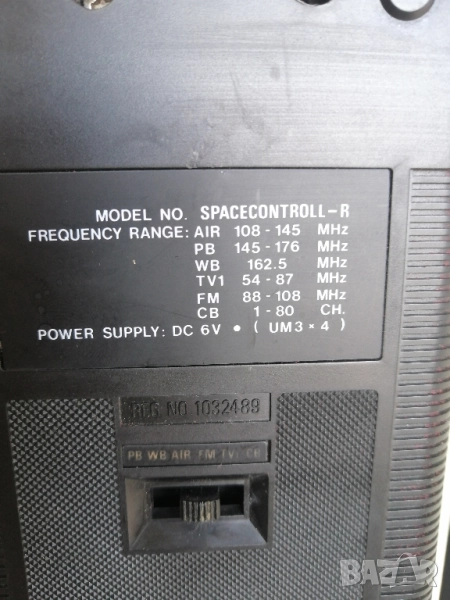 MODEL NO. SPACECONTROLL-R
FREQUENCY RANGE: AIR 108 - 145 MHz
PB 145 - 176 MHz
WB 162.5 MHz
TV1 54 - 87 MHz
FM 88 - 108 MHz
CB 1 - 80 CH.
POWER SUPPLY: DC 6V • ( UM3 × 4 )
NO 1032489
PB WB AIR FM TV1 CB
BAZAR